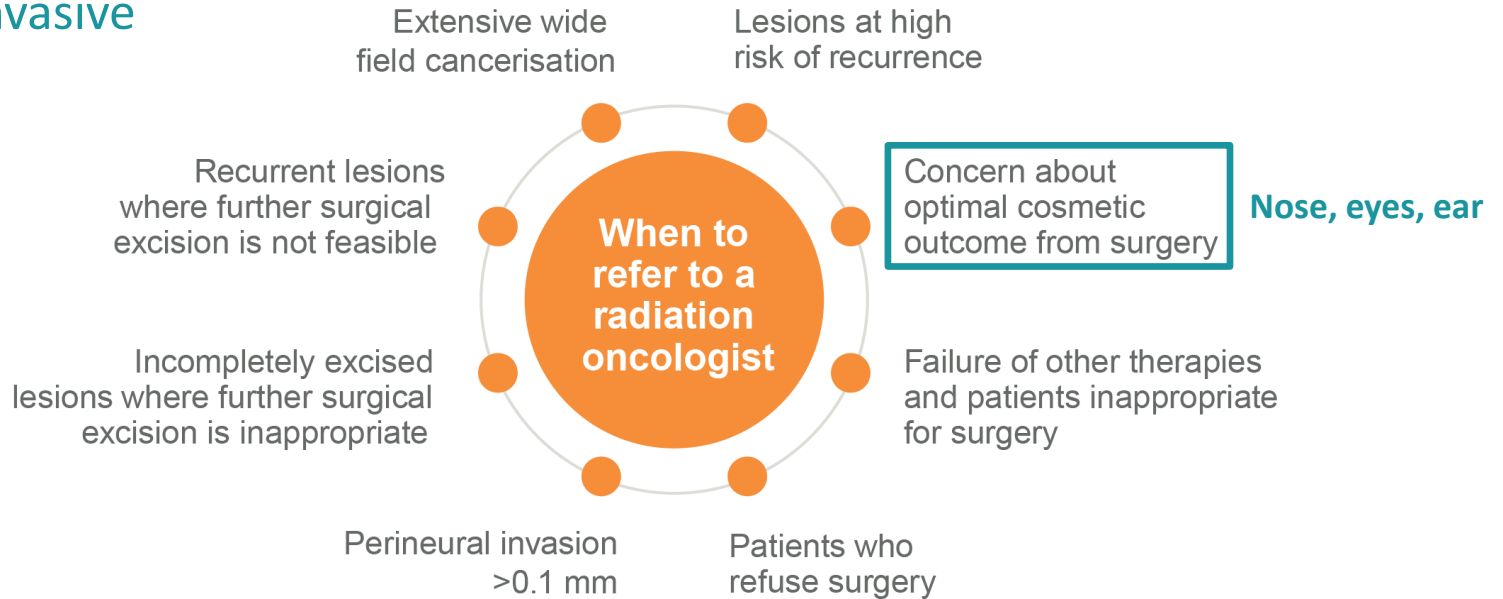 Extensive wide
field cancerisation
Lesions at high
risk of recurrence
Recurrent lesions
where further surgical
excision is not feasible
When to
refer to a
radiation
oncologist
Concern about
optimal cosmetic
outcome from surgery
Nose, eyes, ear
Incompletely excised
lesions where further surgical
excision is inappropriate
Failure of other therapies
and patients inappropriate
for surgery
Perineural invasion
>0.1 mm
Patients who
refuse surgery